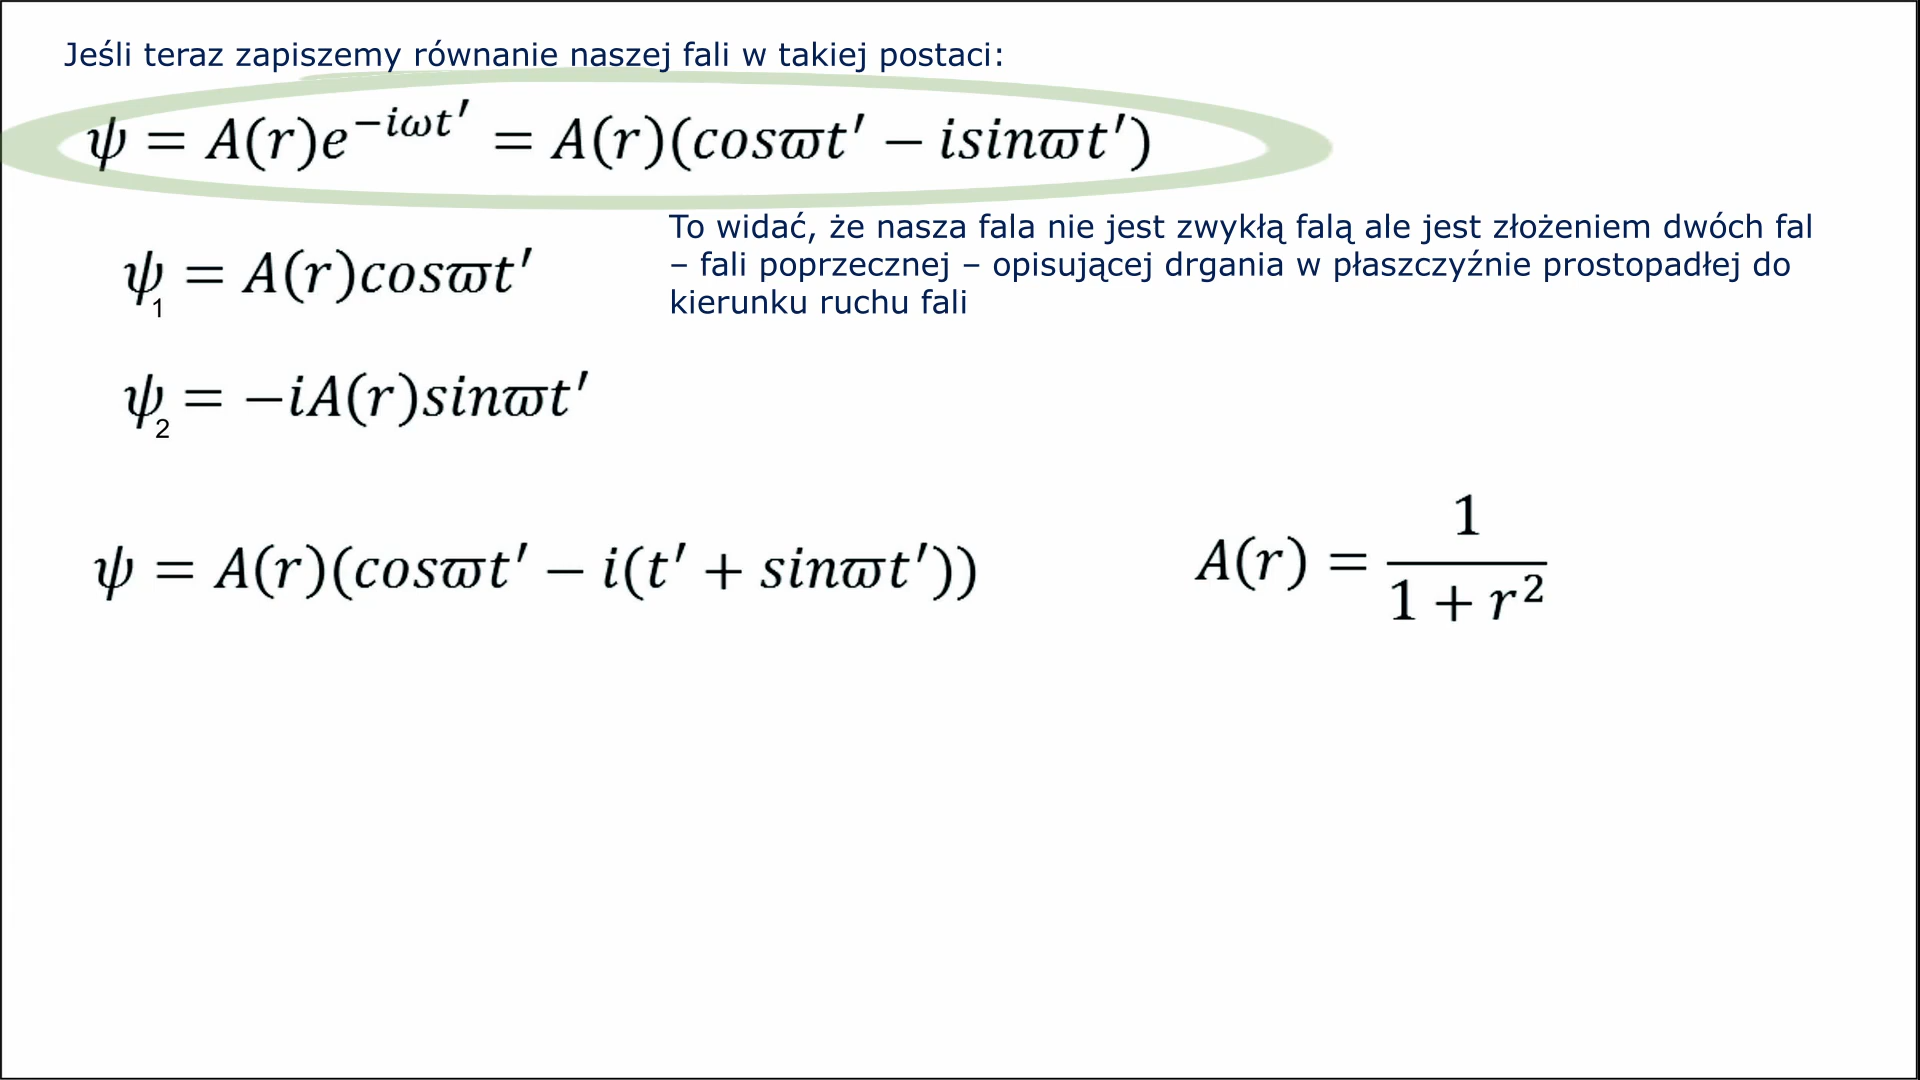 Jeśli teraz zapiszemy równanie naszej fali w takiej postaci:
ψ = A(r)e^{−iωt′} = A(r)(cosϖt′ − isinϖt′)
To widać, że nasza fala nie jest zwykłą falą ale jest złożeniem dwóch fal
– fali poprzecznej – opisującej drgania w płaszczyźnie prostopadłej do
kierunku ruchu fali
ψ₁ = A(r)cosϖt′
ψ₂ = −iA(r)sinϖt′
ψ = A(r)(cosϖt′ − i(t′ + sinϖt′))
A(r) = 1/(1 + r²)